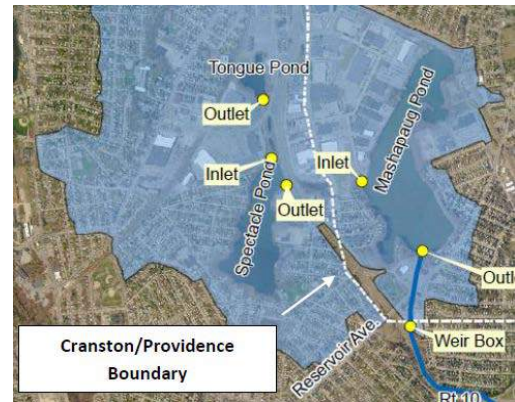 Tongue Pond
Outlet
Inlet
Spectacle Pond
Outlet
Inlet
Mashapaug Pond
Outl
Weir Box
Reservoir Ave.
Rt 10
Cranston/Providence
Boundary